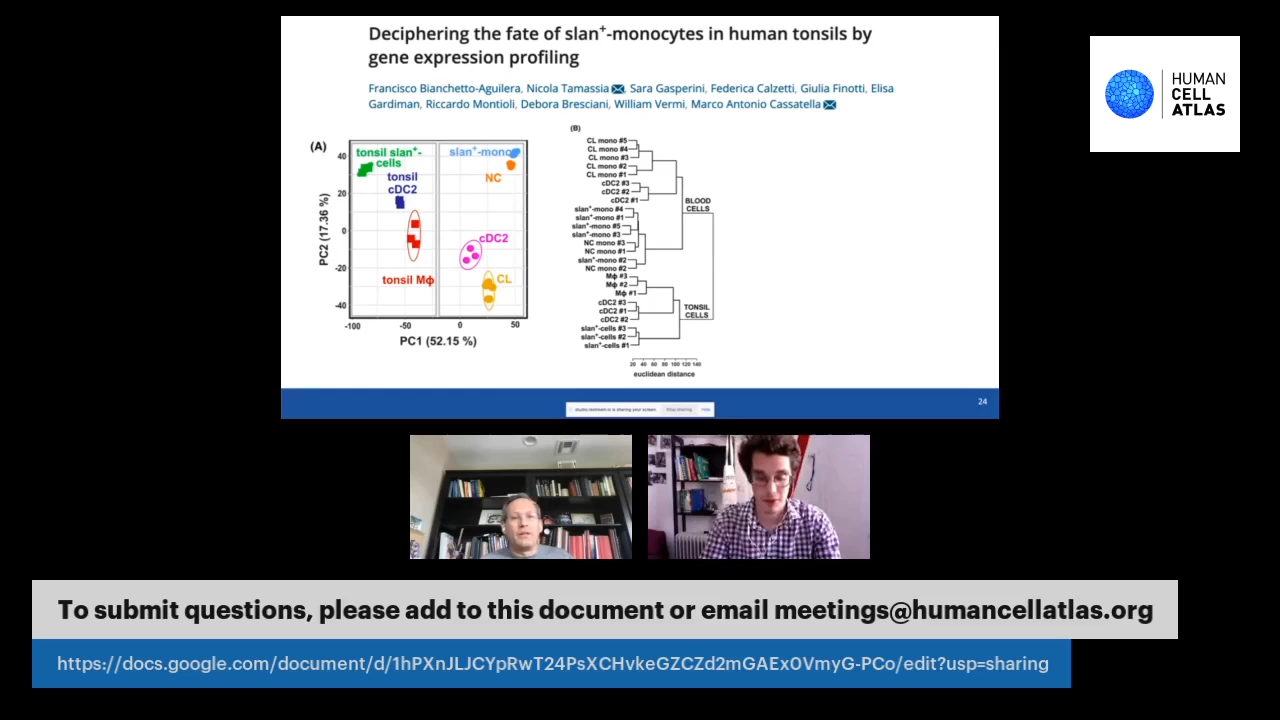 Deciphering the fate of slan+-monocytes in human tonsils by
gene expression profiling
Francisco Bianchetto-Aguilera, Nicola Tamassia, Sara Gasperini, Federica Calzetti, Giulia Finotti, Elisa
Gardiman, Riccardo Montioli, Debora Bresciani, William Vermi, Marco Antonio Cassatella
(A)
tonsil slan+-
cells
tonsil
cDC2
tonsil Mϕ
slan+-mono
NC
cDC2
CL
40
20
0
-20
-40
PC2 (17.36 %)
-100
-50
0
50
PC1 (52.15 %)
(B)
CL mono #5
CL mono #4
CL mono #3
CL mono #2
CL mono #1
cDC2 #3
cDC2 #2
cDC2 #1
slan+-mono #4
slan+-mono #1
slan+-mono #5
slan+-mono #3
NC mono #3
NC mono #1
slan+-mono #2
NC mono #2
Mϕ #3
Mϕ #2
Mϕ #1
cDC2 #3
cDC2 #1
cDC2 #2
slan+-cells #3
slan+-cells #2
slan+-cells #1
BLOOD
CELLS
TONSIL
CELLS
20 40 60 80 100 120 140
euclidean distance
24
is sharing your screen.
Stop sharing
Hide
HUMAN
CELL
ATLAS
To submit questions, please add to this document or email meetings@humancellatlas.org
https://docs.google.com/document/d/1hPXnJLJCYpRwT24PsXCHvkeGZCZd2mGAEx0VmyG-PCo/edit?usp=sharing